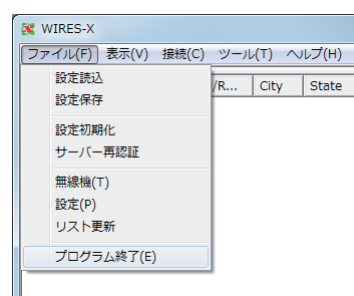 WIRES-X
ファイル(F) 表示(V) 接続(C) ツール(T) ヘルプ(H)
/R... City State
設定読込
設定保存
設定初期化
サーバー再認証
無線機(T)
設定(P)
リスト更新
プログラム終了(E)